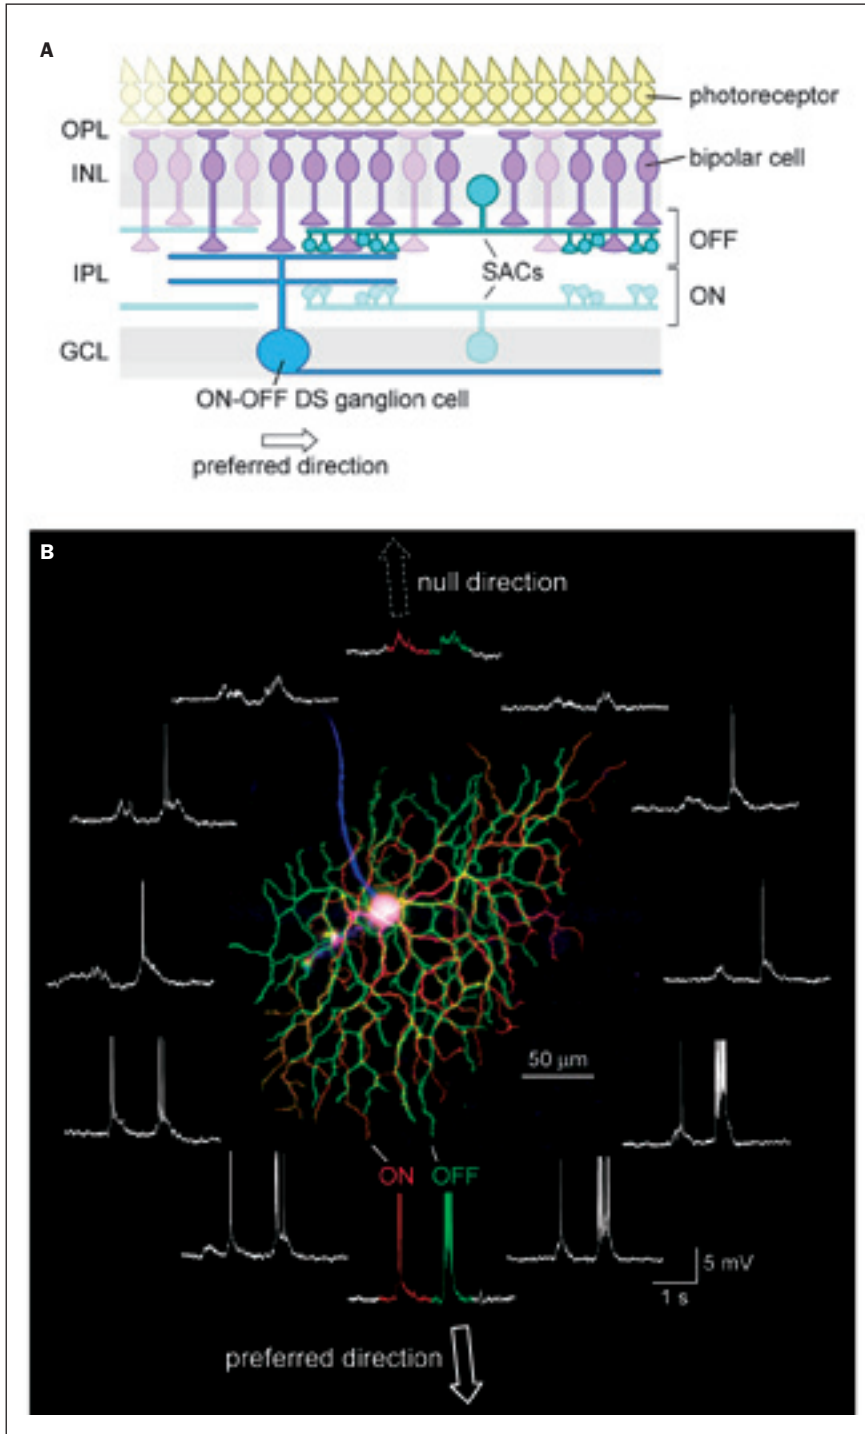 A
photoreceptor
OPL
bipolar cell
INL
OFF
SACs
IPL
ON
GCL
ON-OFF DS ganglion cell
preferred direction
B
null direction
50 µm
ON OFF
5 mV
1 s
preferred direction